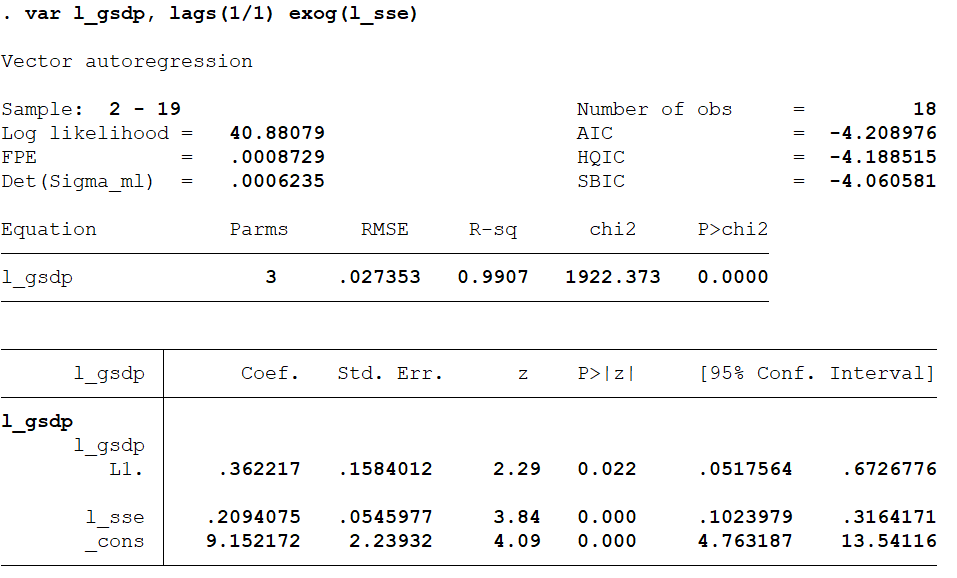 . var l_gsdp, lags(1/1) exog(l_sse)
Vector autoregression
Sample:  2 - 19                                 Number of obs     =         18
Log likelihood =   40.88079                     AIC               =  -4.208976
FPE            =   .0008729                     HQIC              =  -4.188515
Det(Sigma_ml)  =   .0006235                     SBIC              =  -4.060581
Equation           Parms      RMSE     R-sq      chi2     P>chi2
l_gsdp                3     .027353   0.9907   1922.373   0.0000
l_gsdp        Coef.   Std. Err.      z    P>|z|     [95% Conf. Interval]
l_gsdp
l_gsdp
L1.      .362217   .1584012     2.29   0.022     .0517564    .6726776
l_sse     .2094075   .0545977     3.84   0.000     .1023979    .3164171
_cons     9.152172    2.23932     4.09   0.000     4.763187    13.54116